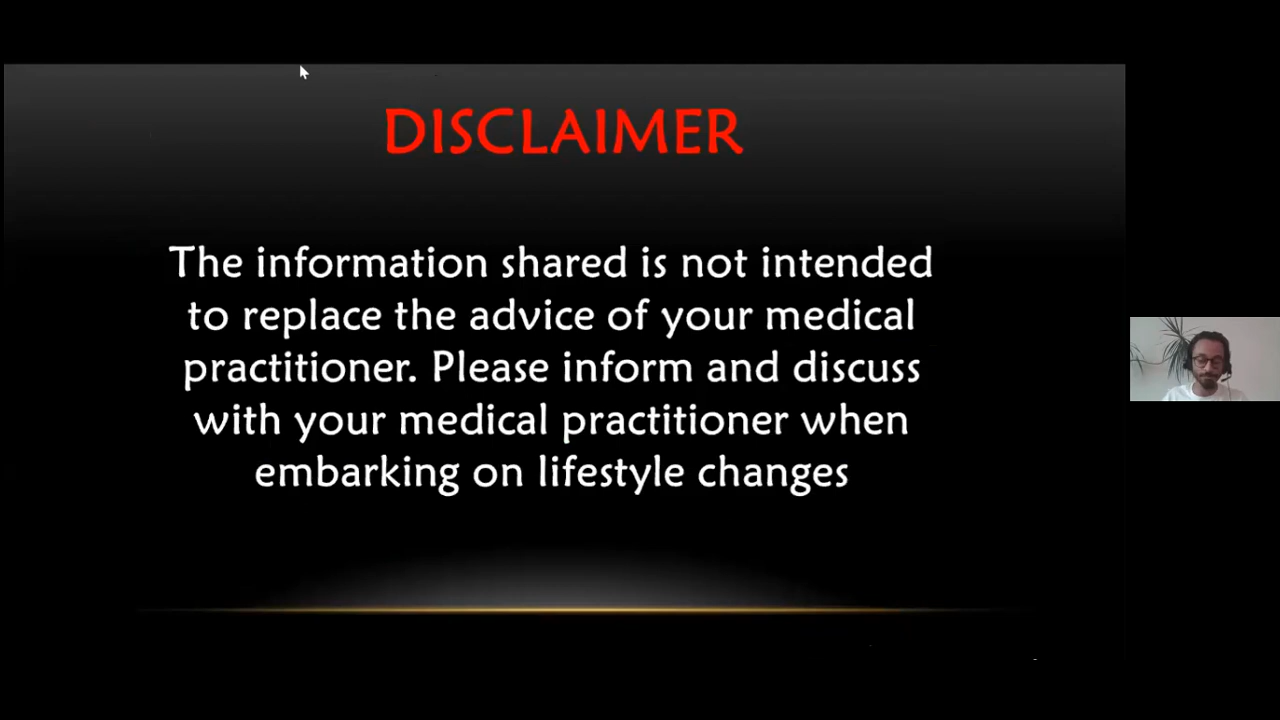 DISCLAIMER
The information shared is not intended
to replace the advice of your medical
practitioner. Please inform and discuss
with your medical practitioner when
embarking on lifestyle changes